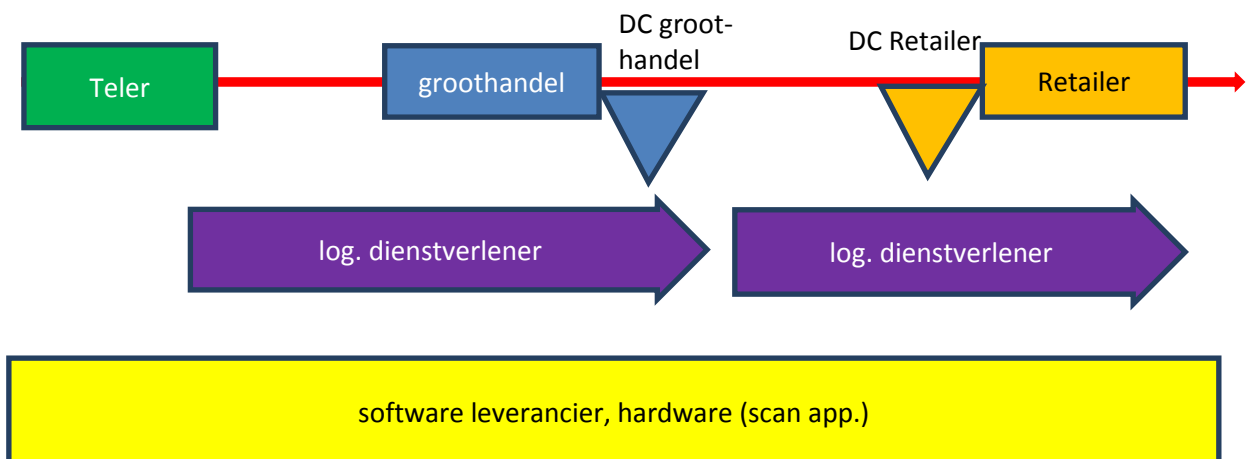 DC groot-
handel
DC Retailer
Teler
groothandel
Retailer
log. dienstverlener
log. dienstverlener
software leverancier, hardware (scan app.)